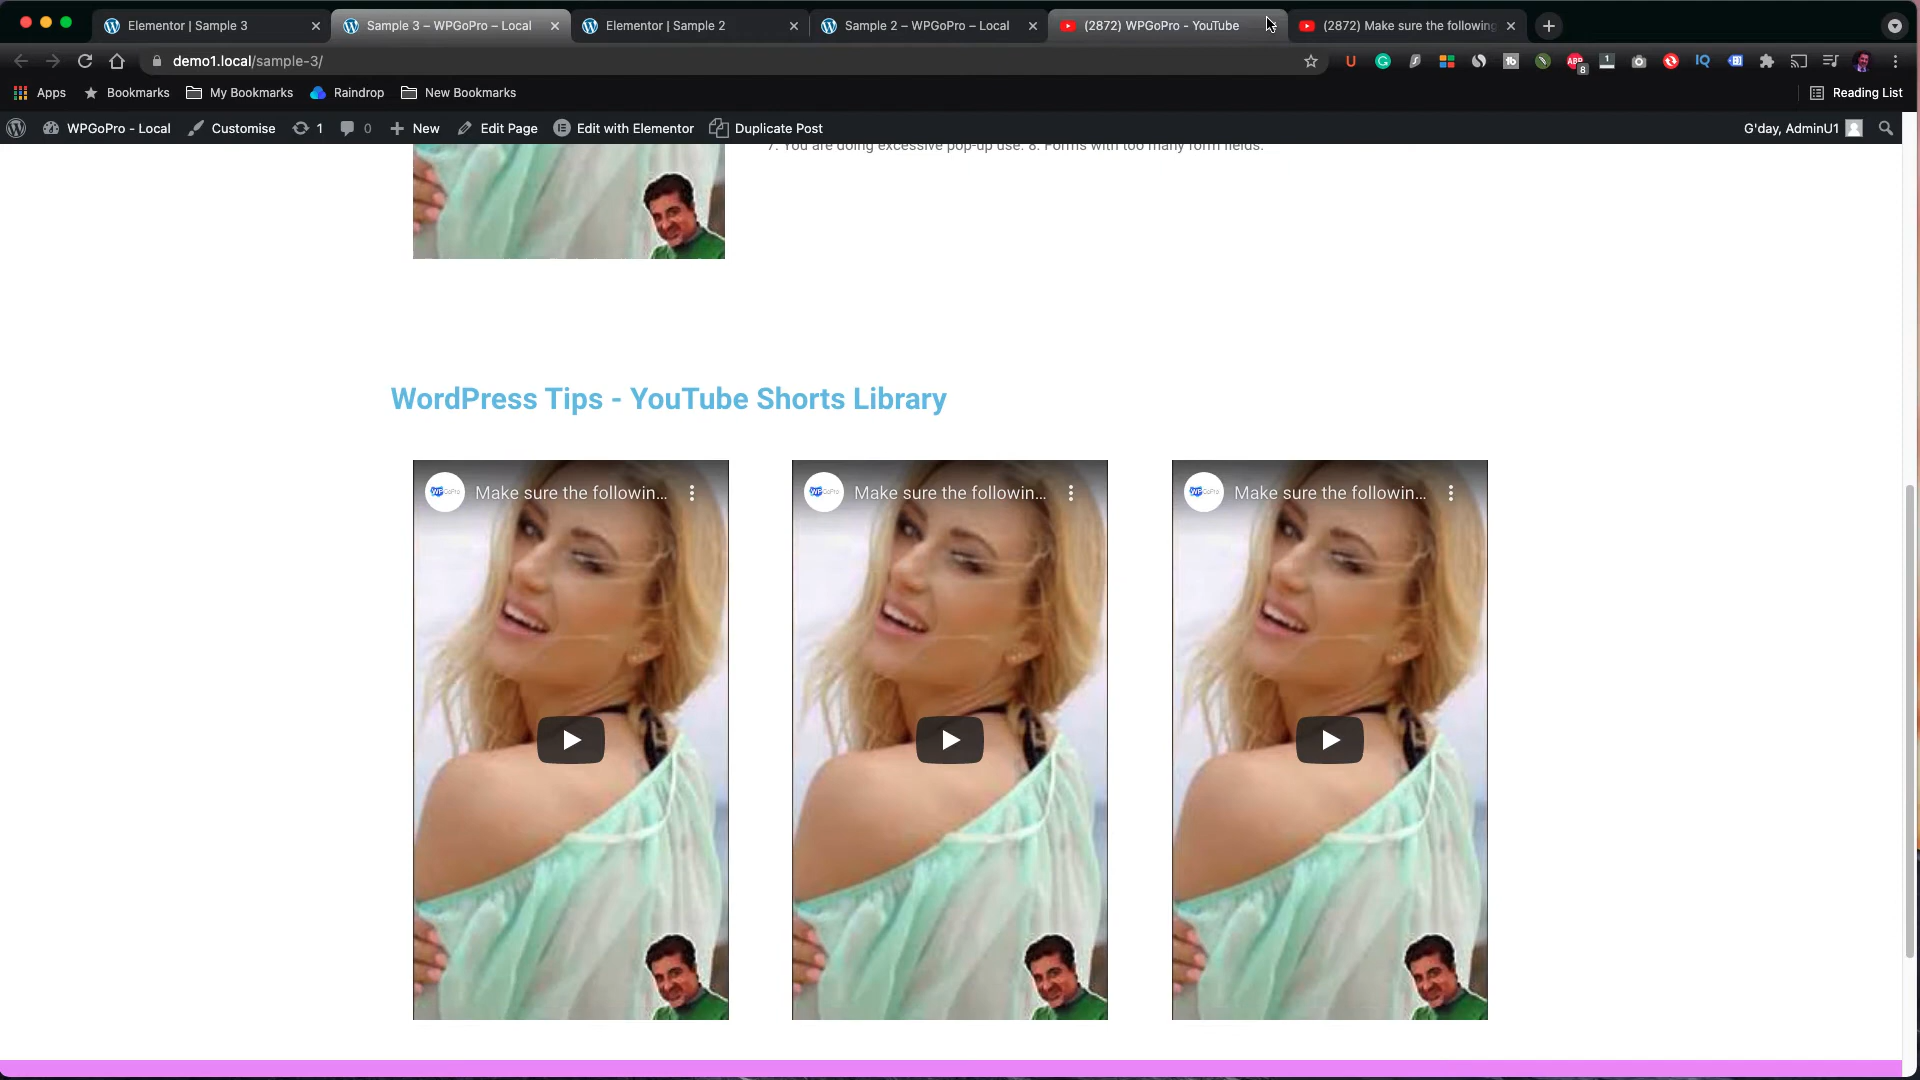 Elementor | Sample 3
Sample 3 – WPGoPro – Local
Elementor | Sample 2
Sample 2 – WPGoPro – Local
(2872) WPGoPro - YouTube
(2872) Make sure the following
demo1.local/sample-3/
Apps
Bookmarks
My Bookmarks
Raindrop
New Bookmarks
Reading List
WPGoPro - Local
Customise
1
0
New
Edit Page
Edit with Elementor
Duplicate Post
G'day, AdminU1
7. You are doing excessive pop-up use. 8. Forms with too many form fields.
WordPress Tips - YouTube Shorts Library
Make sure the followin...
Make sure the followin...
Make sure the followin...